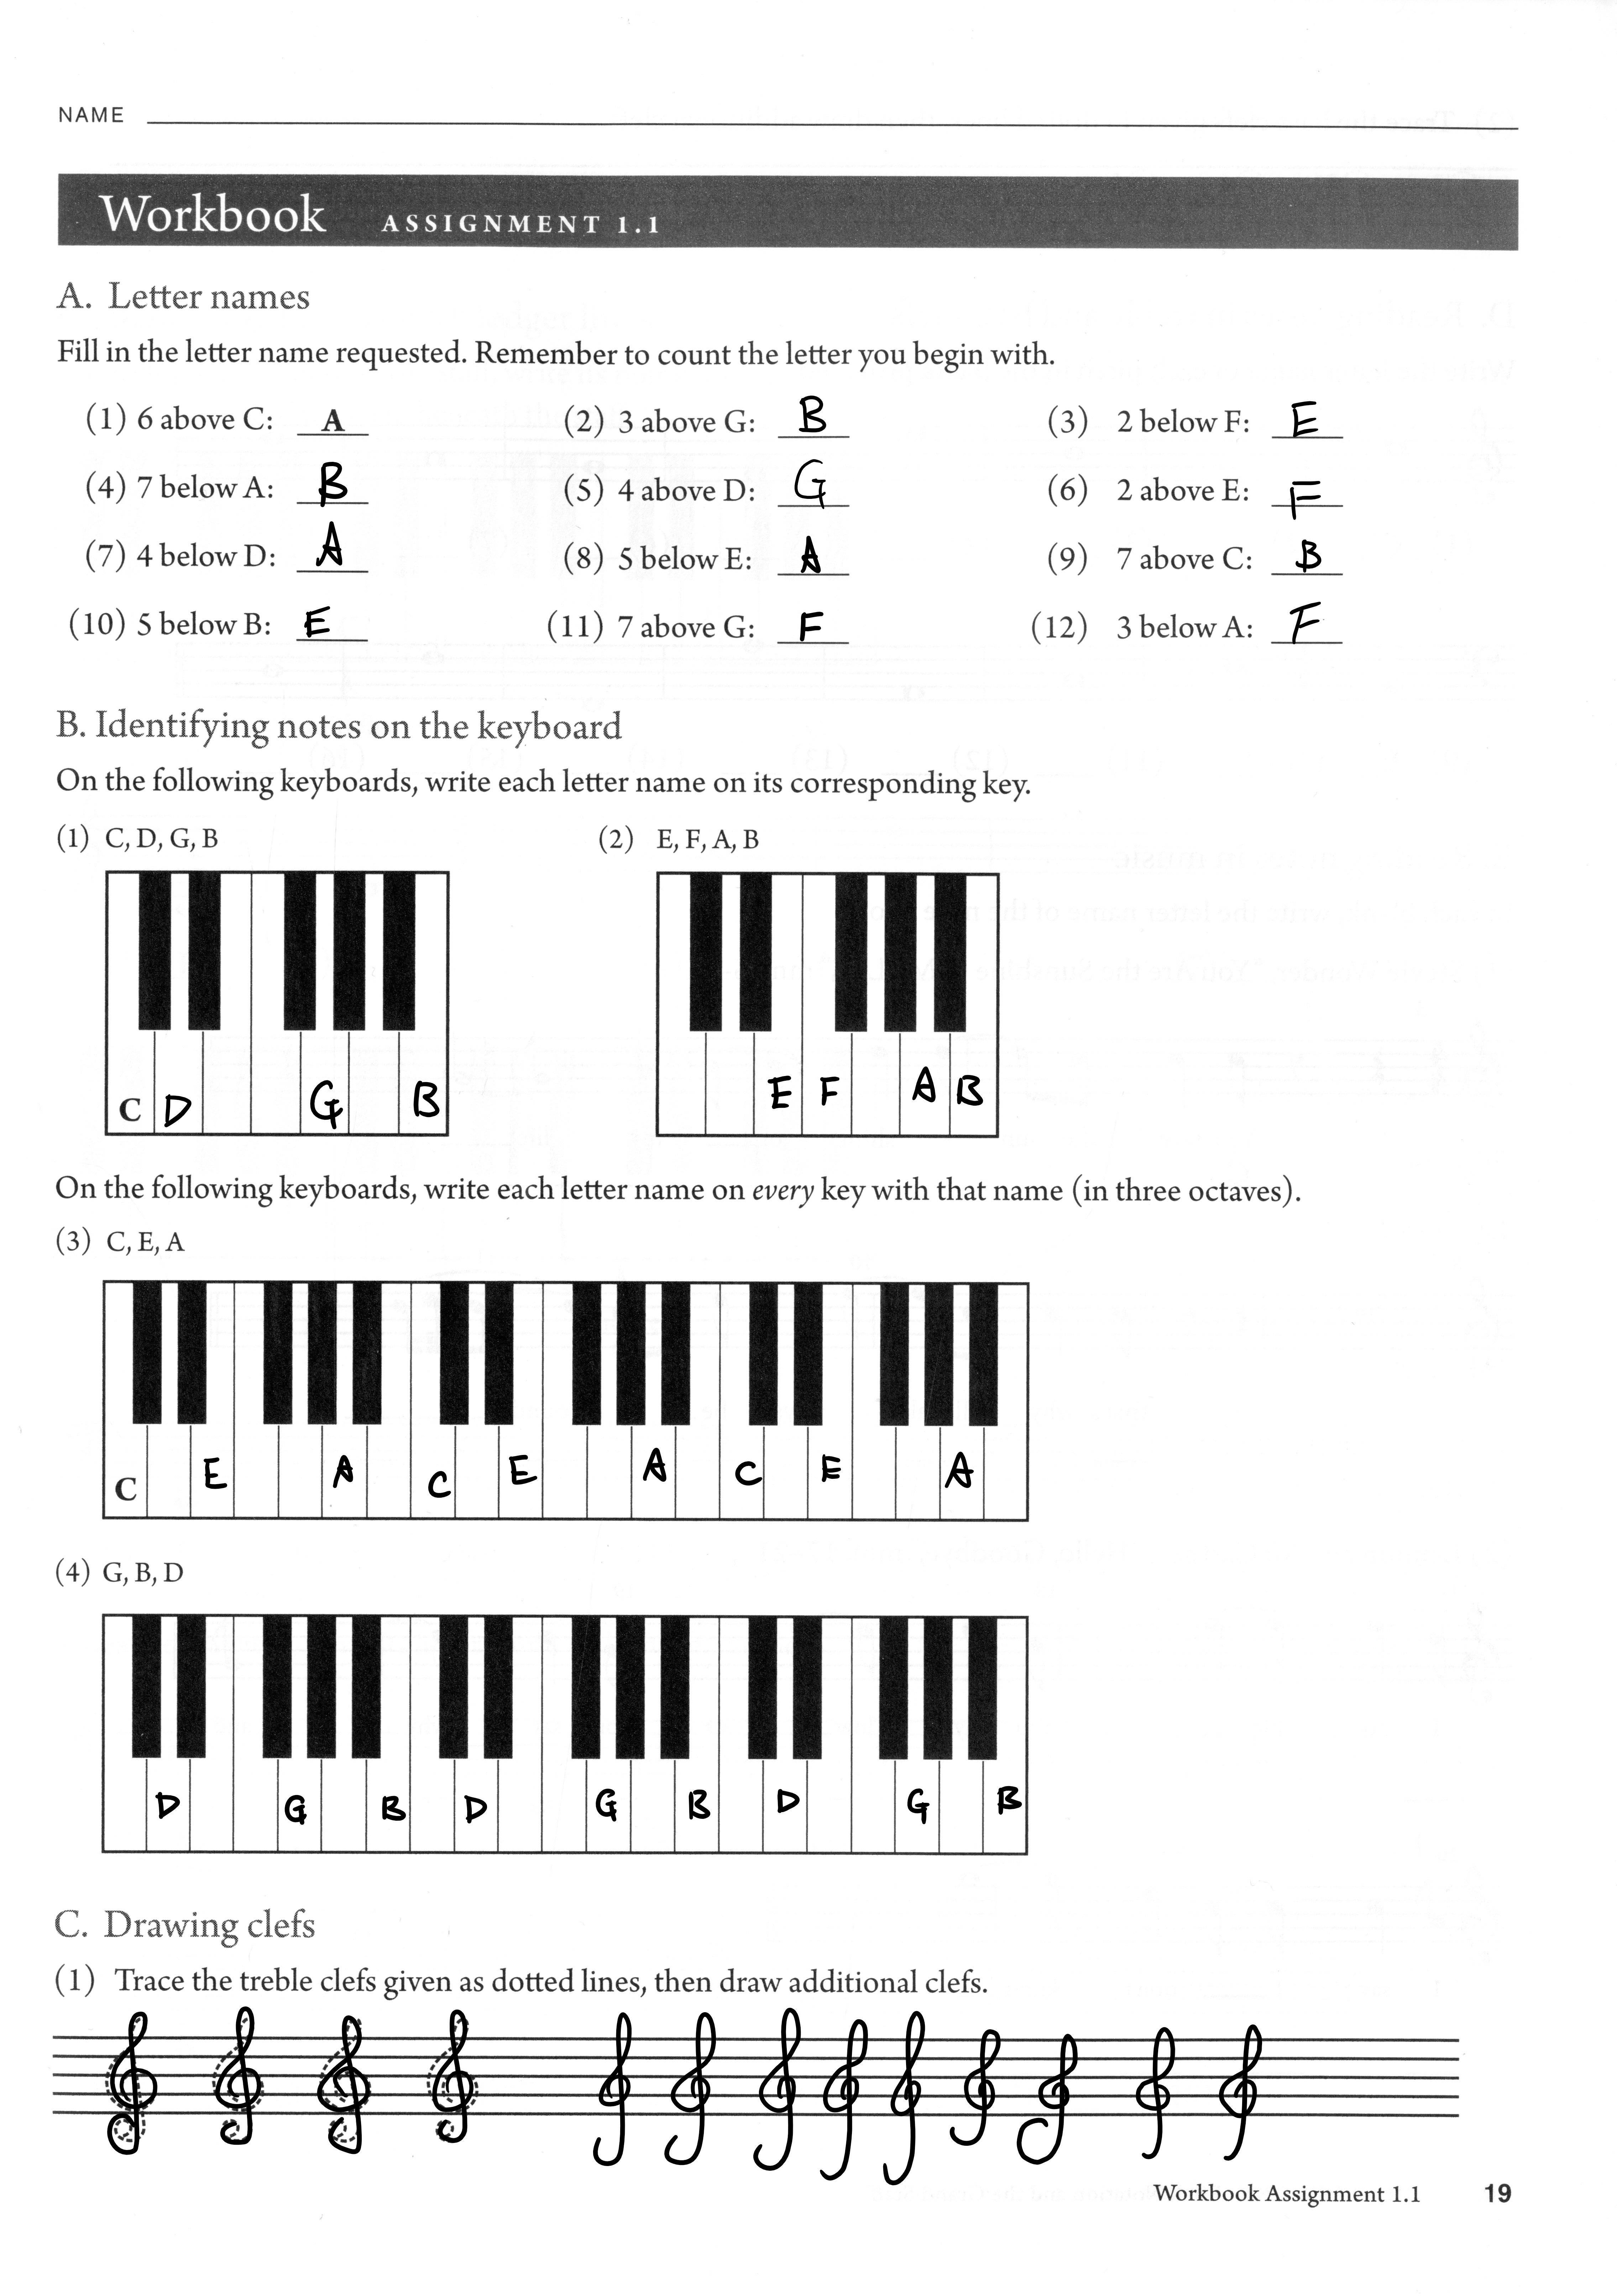 NAME
Workbook ASSIGNMENT 1.1
A. Letter names
Fill in the letter name requested. Remember to count the letter you begin with.
(1) 6 above C: A (2) 3 above G: B (3) 2 below F: E
(4) 7 below A: B (5) 4 above D: G (6) 2 above E: F
(7) 4 below D: A (8) 5 below E: A (9) 7 above C: B
(10) 5 below B: E (11) 7 above G: F (12) 3 below A: F
B. Identifying notes on the keyboard
On the following keyboards, write each letter name on its corresponding key.
(1) C, D, G, B (2) E, F, A, B
C D G B E F A B
On the following keyboards, write each letter name on every key with that name (in three octaves).
(3) C, E, A
C E A C E A C E A
(4) G, B, D
D G B D G B D G B
C. Drawing clefs
(1) Trace the treble clefs given as dotted lines, then draw additional clefs.
Workbook Assignment 1.1 19